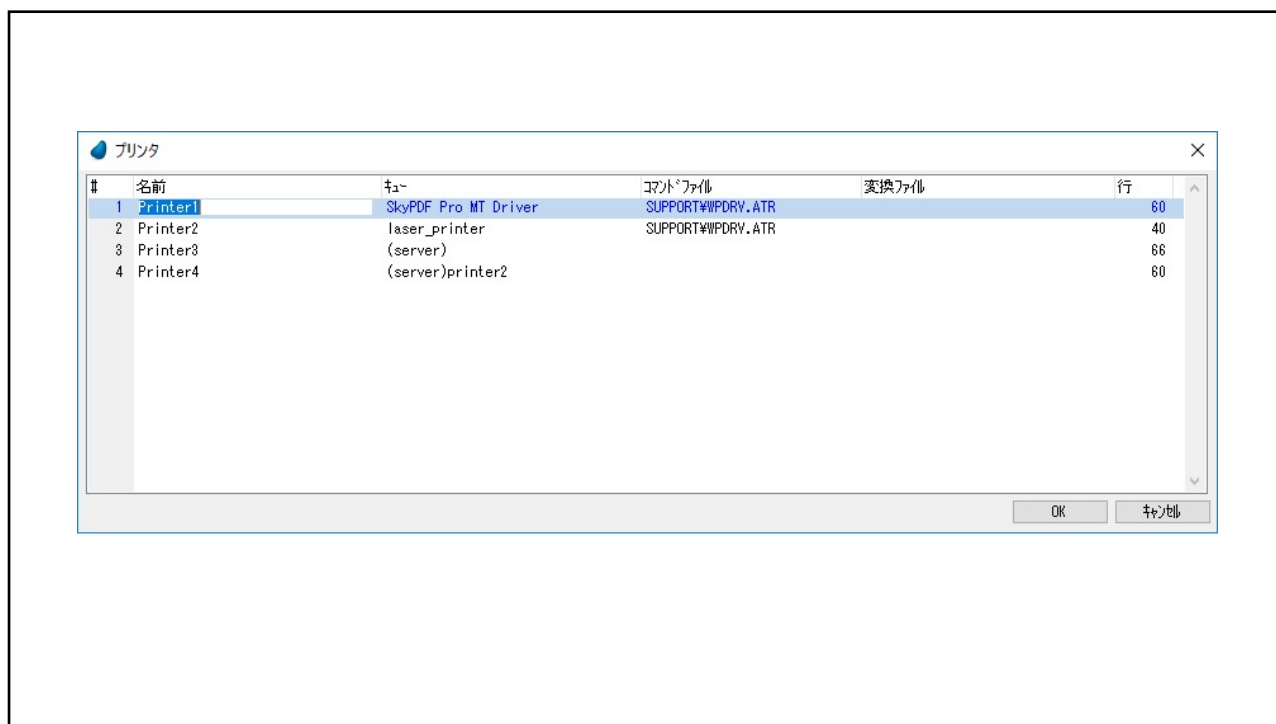 プリンタ
# 名前 ｷｭｰ ｺﾏﾝﾄﾞﾌｧｲﾙ 変換ﾌｧｲﾙ 行
1 Printer1 SkyPDF Pro MT Driver SUPPORT¥WPDRV.ATR 60
2 Printer2 laser_printer SUPPORT¥WPDRV.ATR 40
3 Printer3 (server) 66
4 Printer4 (server)printer2 60
OK ｷｬﾝｾﾙ